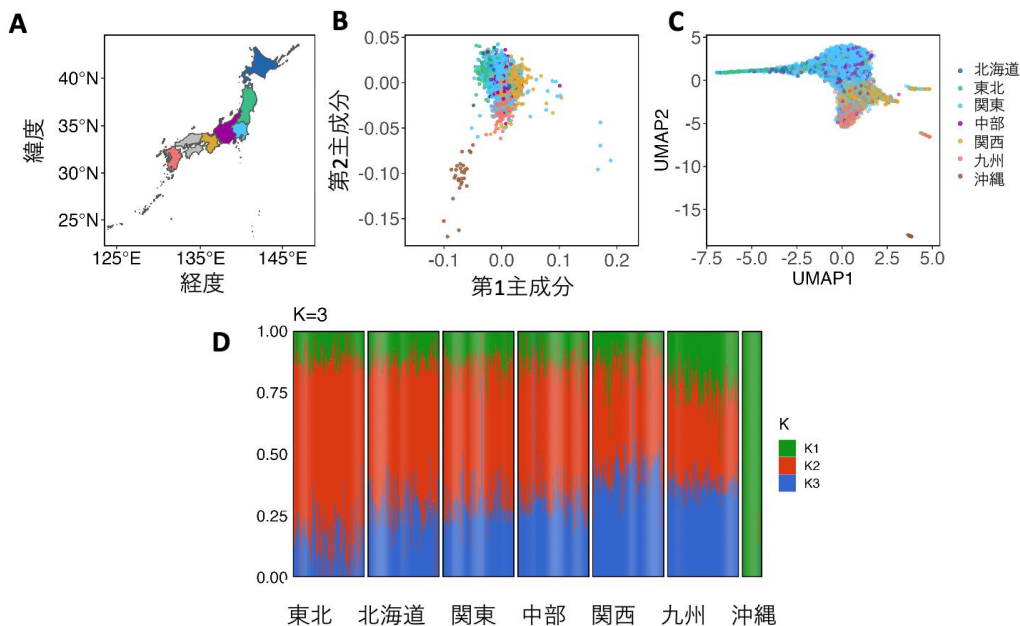 A
緯度
40°N
35°N
30°N
25°N
125°E
135°E
145°E
経度
B
第2主成分
0.05
0.00
-0.05
-0.10
-0.15
-0.1
0.0
0.1
0.2
第1主成分
C
UMAP2
5
0
-5
-10
-15
-7.5
-5.0
-2.5
0.0
2.5
5.0
UMAP1
北海道
東北
関東
中部
関西
九州
沖縄
D
K=3
1.00
0.75
0.50
0.25
0.00
東北
北海道
関東
中部
関西
九州
沖縄
K
K1
K2
K3